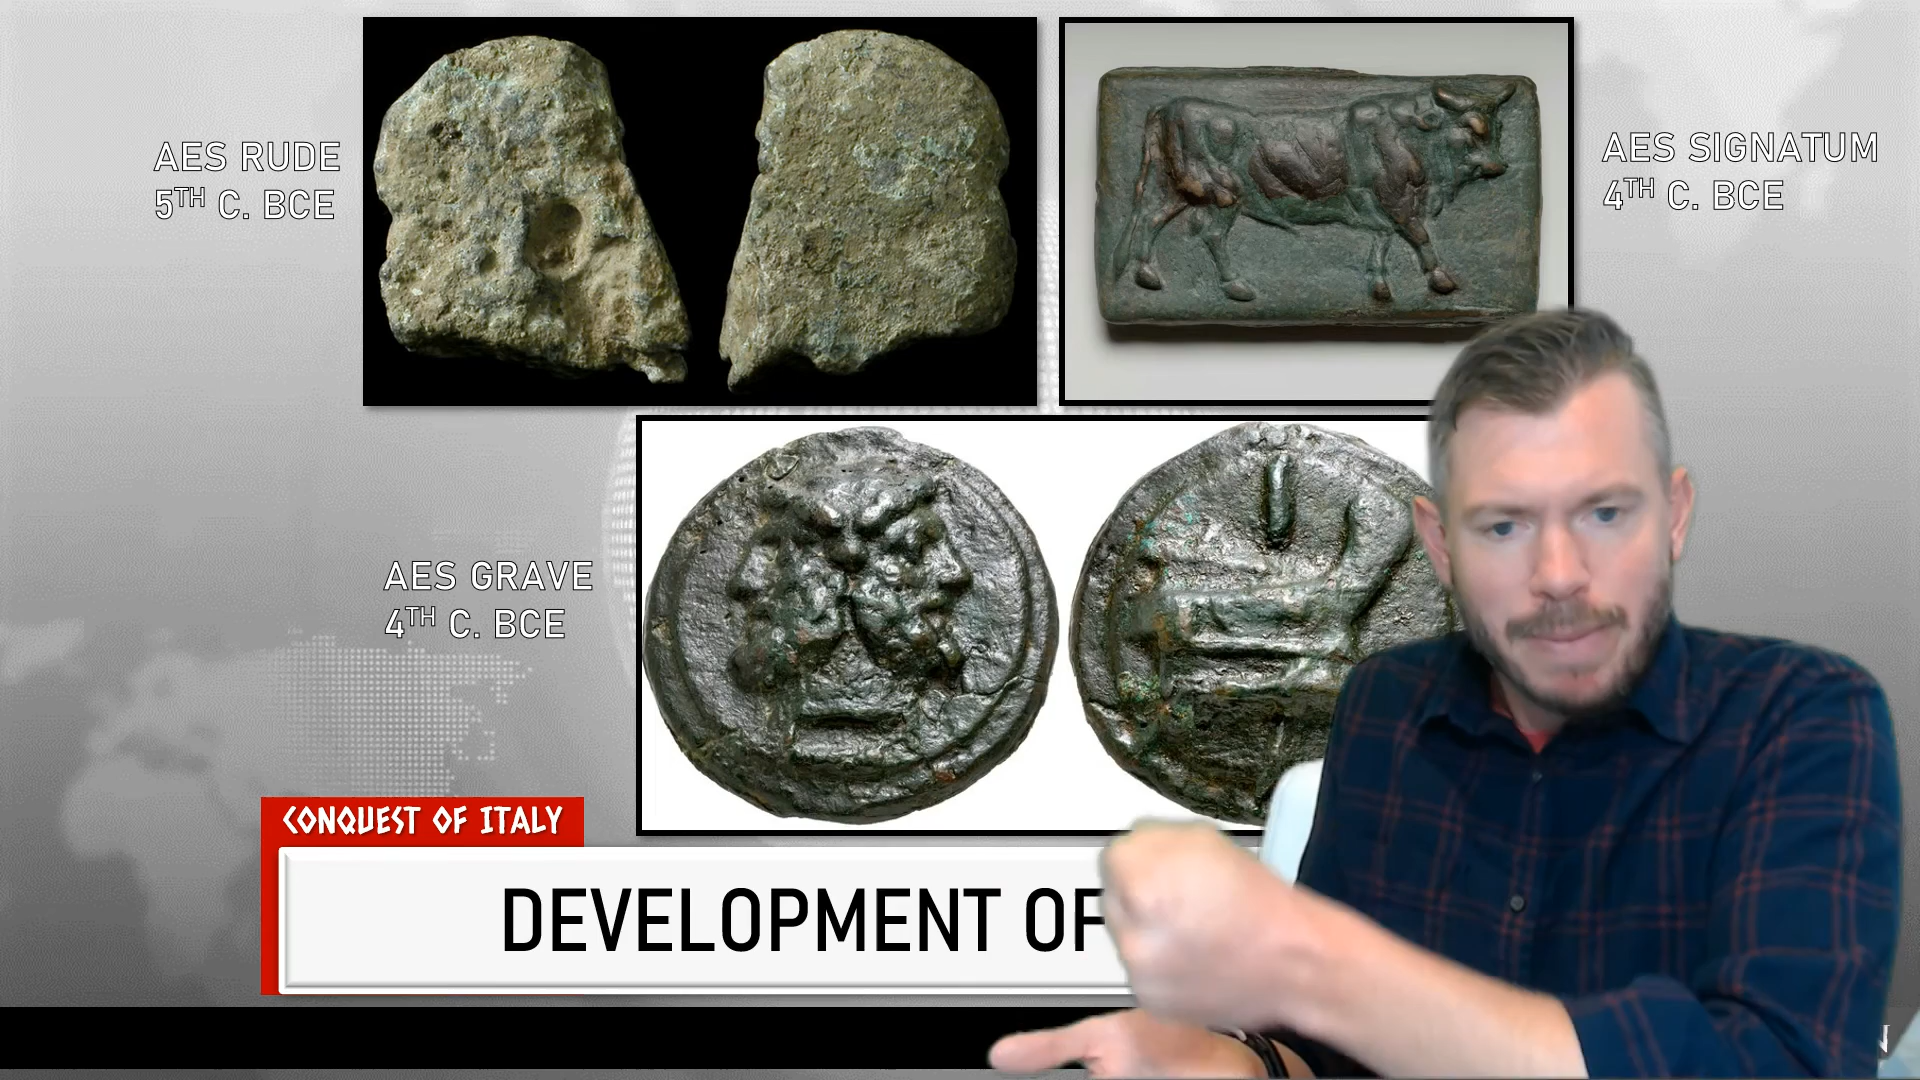 AES RUDE
5TH C. BCE
AES SIGNATUM
4TH C. BCE
AES GRAVE
4TH C. BCE
CONQUEST OF ITALY
DEVELOPMENT OF